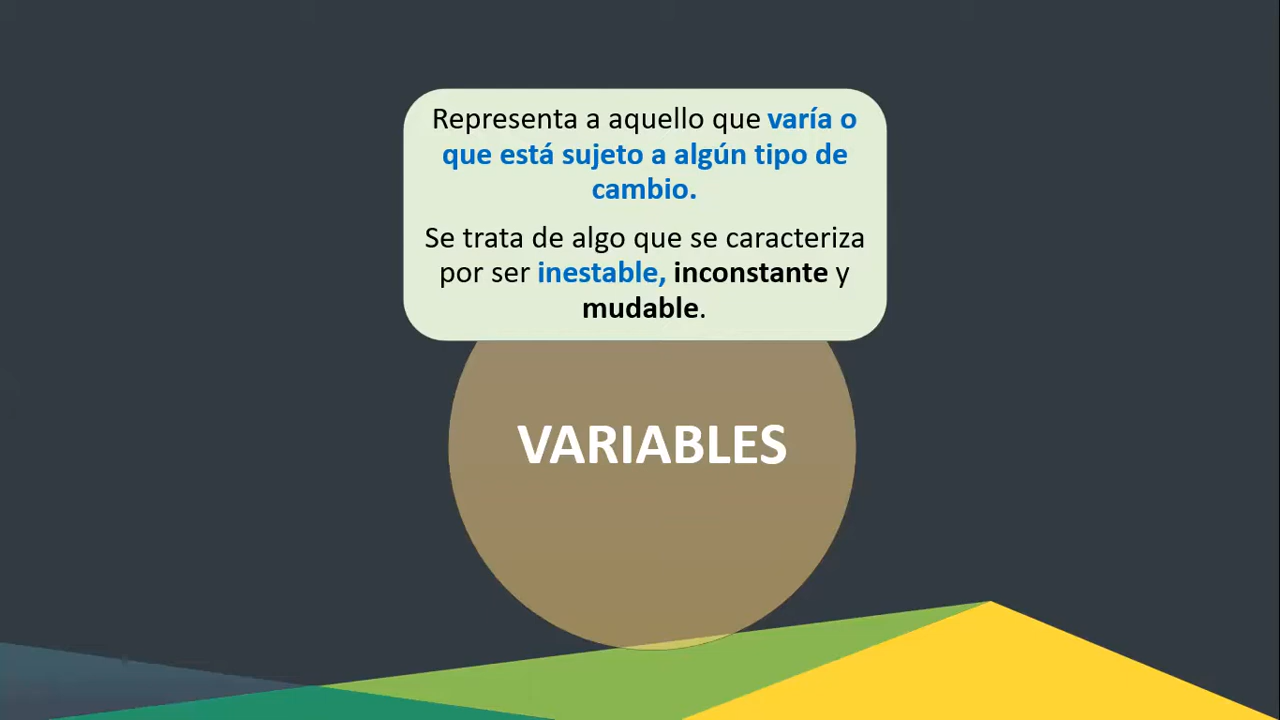 Representa a aquello que varía o
que está sujeto a algún tipo de
cambio.
Se trata de algo que se caracteriza
por ser inestable, inconstante y
mudable.
VARIABLES